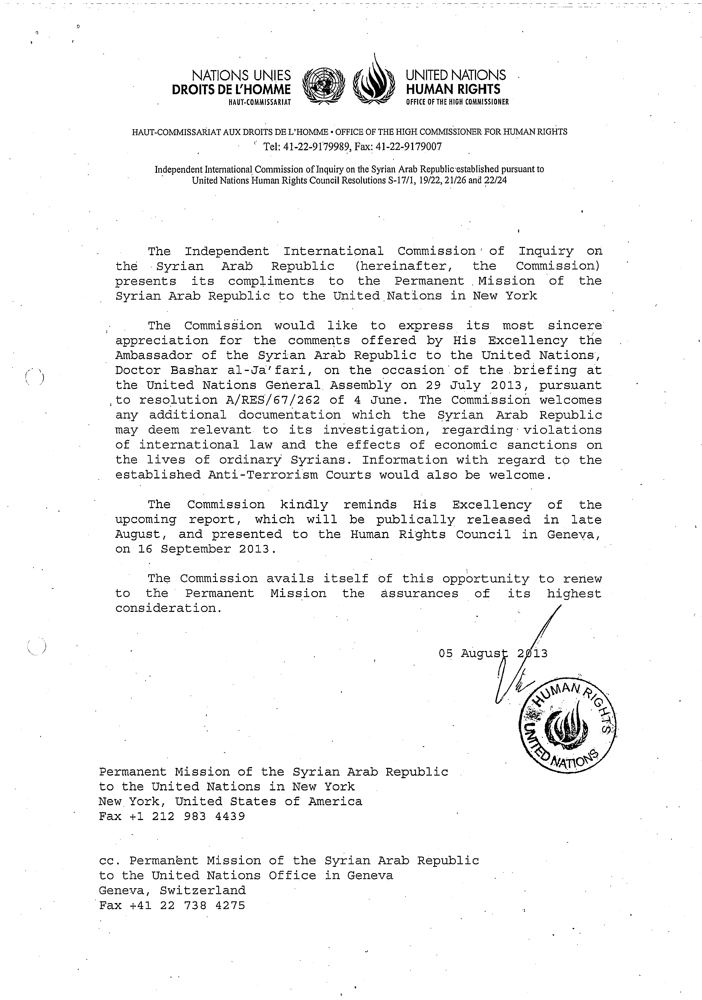 NATIONS UNIES
DROITS DE L'HOMME
HAUT-COMMISSARIAT
UNITED NATIONS
HUMAN RIGHTS
OFFICE OF THE HIGH COMMISSIONER
HAUT-COMMISSARIAT AUX DROITS DE L'HOMME • OFFICE OF THE HIGH COMMISSIONER FOR HUMAN RIGHTS
Tel: 41-22-9179989, Fax: 41-22-9179007
Independent International Commission of Inquiry on the Syrian Arab Republic established pursuant to
United Nations Human Rights Council Resolutions S-17/1, 19/22, 21/26 and 22/24
The Independent International Commission of Inquiry on
the Syrian Arab Republic (hereinafter, the Commission)
presents its compliments to the Permanent Mission of the
Syrian Arab Republic to the United Nations in New York
The Commission would like to express its most sincere
appreciation for the comments offered by His Excellency the
Ambassador of the Syrian Arab Republic to the United Nations,
Doctor Bashar al-Ja'fari, on the occasion of the briefing at
the United Nations General Assembly on 29 July 2013, pursuant
to resolution A/RES/67/262 of 4 June. The Commission welcomes
any additional documentation which the Syrian Arab Republic
may deem relevant to its investigation, regarding violations
of international law and the effects of economic sanctions on
the lives of ordinary Syrians. Information with regard to the
established Anti-Terrorism Courts would also be welcome.
The Commission kindly reminds His Excellency of the
upcoming report, which will be publically released in late
August, and presented to the Human Rights Council in Geneva,
on 16 September 2013.
The Commission avails itself of this opportunity to renew
to the Permanent Mission the assurances of its highest
consideration.
05 August 2013
HUMAN RIGHTS
UNITED NATIONS
Permanent Mission of the Syrian Arab Republic
to the United Nations in New York
New York, United States of America
Fax +1 212 983 4439
cc. Permanent Mission of the Syrian Arab Republic
to the United Nations Office in Geneva
Geneva, Switzerland
Fax +41 22 738 4275